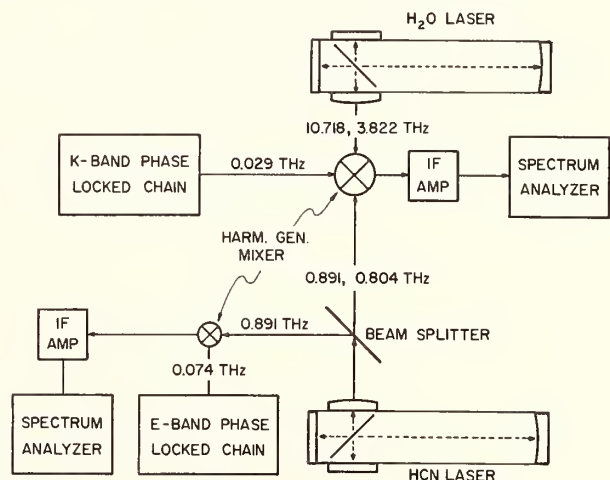 H₂O LASER
10.718, 3.822 THz
K-BAND PHASE
LOCKED CHAIN
0.029 THz
IF
AMP
SPECTRUM
ANALYZER
HARM. GEN.
MIXER
0.891, 0.804 THz
IF
AMP
0.891 THz
BEAM SPLITTER
0.074 THz
SPECTRUM
ANALYZER
E-BAND PHASE
LOCKED CHAIN
HCN LASER